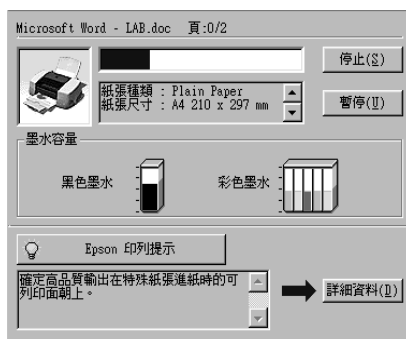 Microsoft Word - LAB.doc 頁:0/2
停止(S)
紙張種類 : Plain Paper
紙張尺寸 : A4 210 x 297 mm
暫停(U)
墨水容量
黑色墨水
彩色墨水
Epson 印列提示
確定高品質輸出在特殊紙張進紙時的可
列印面朝上。
詳細資料(D)